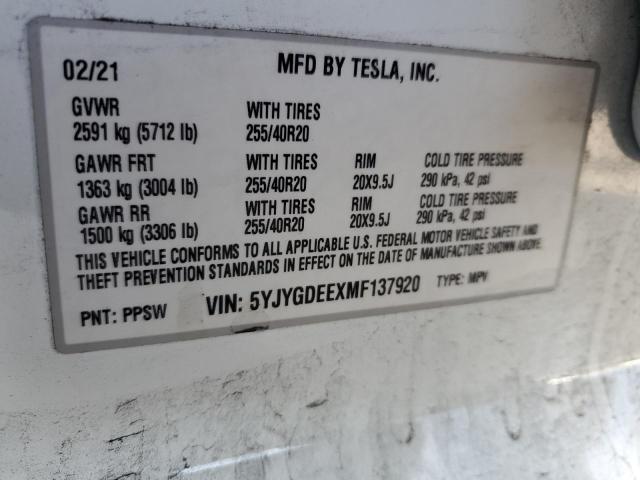 02/21 MFD BY TESLA, INC.
GVWR WITH TIRES
2591 kg (5712 lb) 255/40R20
GAWR FRT WITH TIRES RIM COLD TIRE PRESSURE
1363 kg (3004 lb) 255/40R20 20X9.5J 290 kPa, 42 psi
GAWR RR WITH TIRES RIM COLD TIRE PRESSURE
1500 kg (3306 lb) 255/40R20 20X9.5J 290 kPa, 42 psi
THIS VEHICLE CONFORMS TO ALL APPLICABLE U.S. FEDERAL MOTOR VEHICLE SAFETY AND
THEFT PREVENTION STANDARDS IN EFFECT ON THE DATE OF MANUFACTURE SHOWN ABOVE.
PNT: PPSW VIN: 5YJYGDEEXMF137920 TYPE: MPV